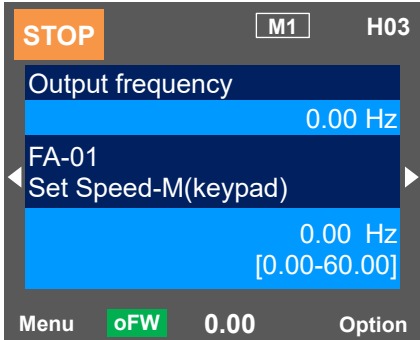 STOP M1 H03
Output frequency
0.00 Hz
FA-01
Set Speed-M(keypad)
0.00 Hz
[0.00-60.00]
Menu oFW 0.00 Option